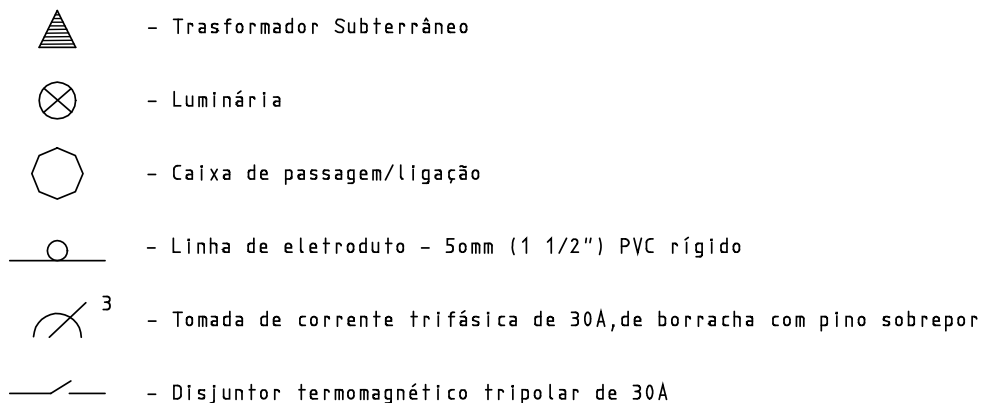 - Trasformador Subterrâneo
- Luminária
- Caixa de passagem/ligação
- Linha de eletroduto - 50mm (1 1/2") PVC rígido
3
- Tomada de corrente trifásica de 30A,de borracha com pino sobrepor
- Disjuntor termomagnético tripolar de 30A